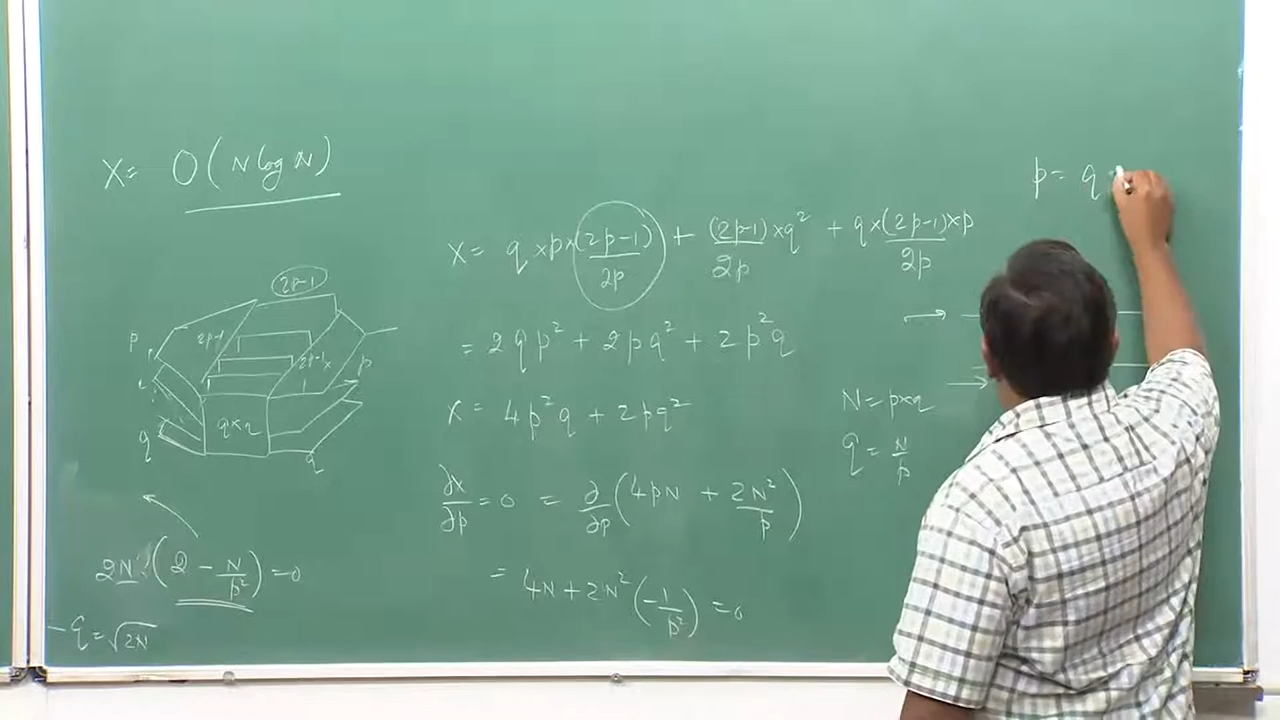 X = O(N log N)
p = q =
X = q × p × (2p-1)/2p + (2p-1)/2p × q² + q × (2p-1)/2p × p
= 2qp² + 2pq² + 2p²q
X = 4p²q + 2pq²
N = p×q
q = N/p
∂x/∂p = 0 = ∂/∂p (4pN + 2N²/p)
= 4N + 2N² (-1/p²) = 0
2p-1
p
2p-1
2p-1 x
p
q×q
q
q
(2 - N/p²) = 0
q = √2N